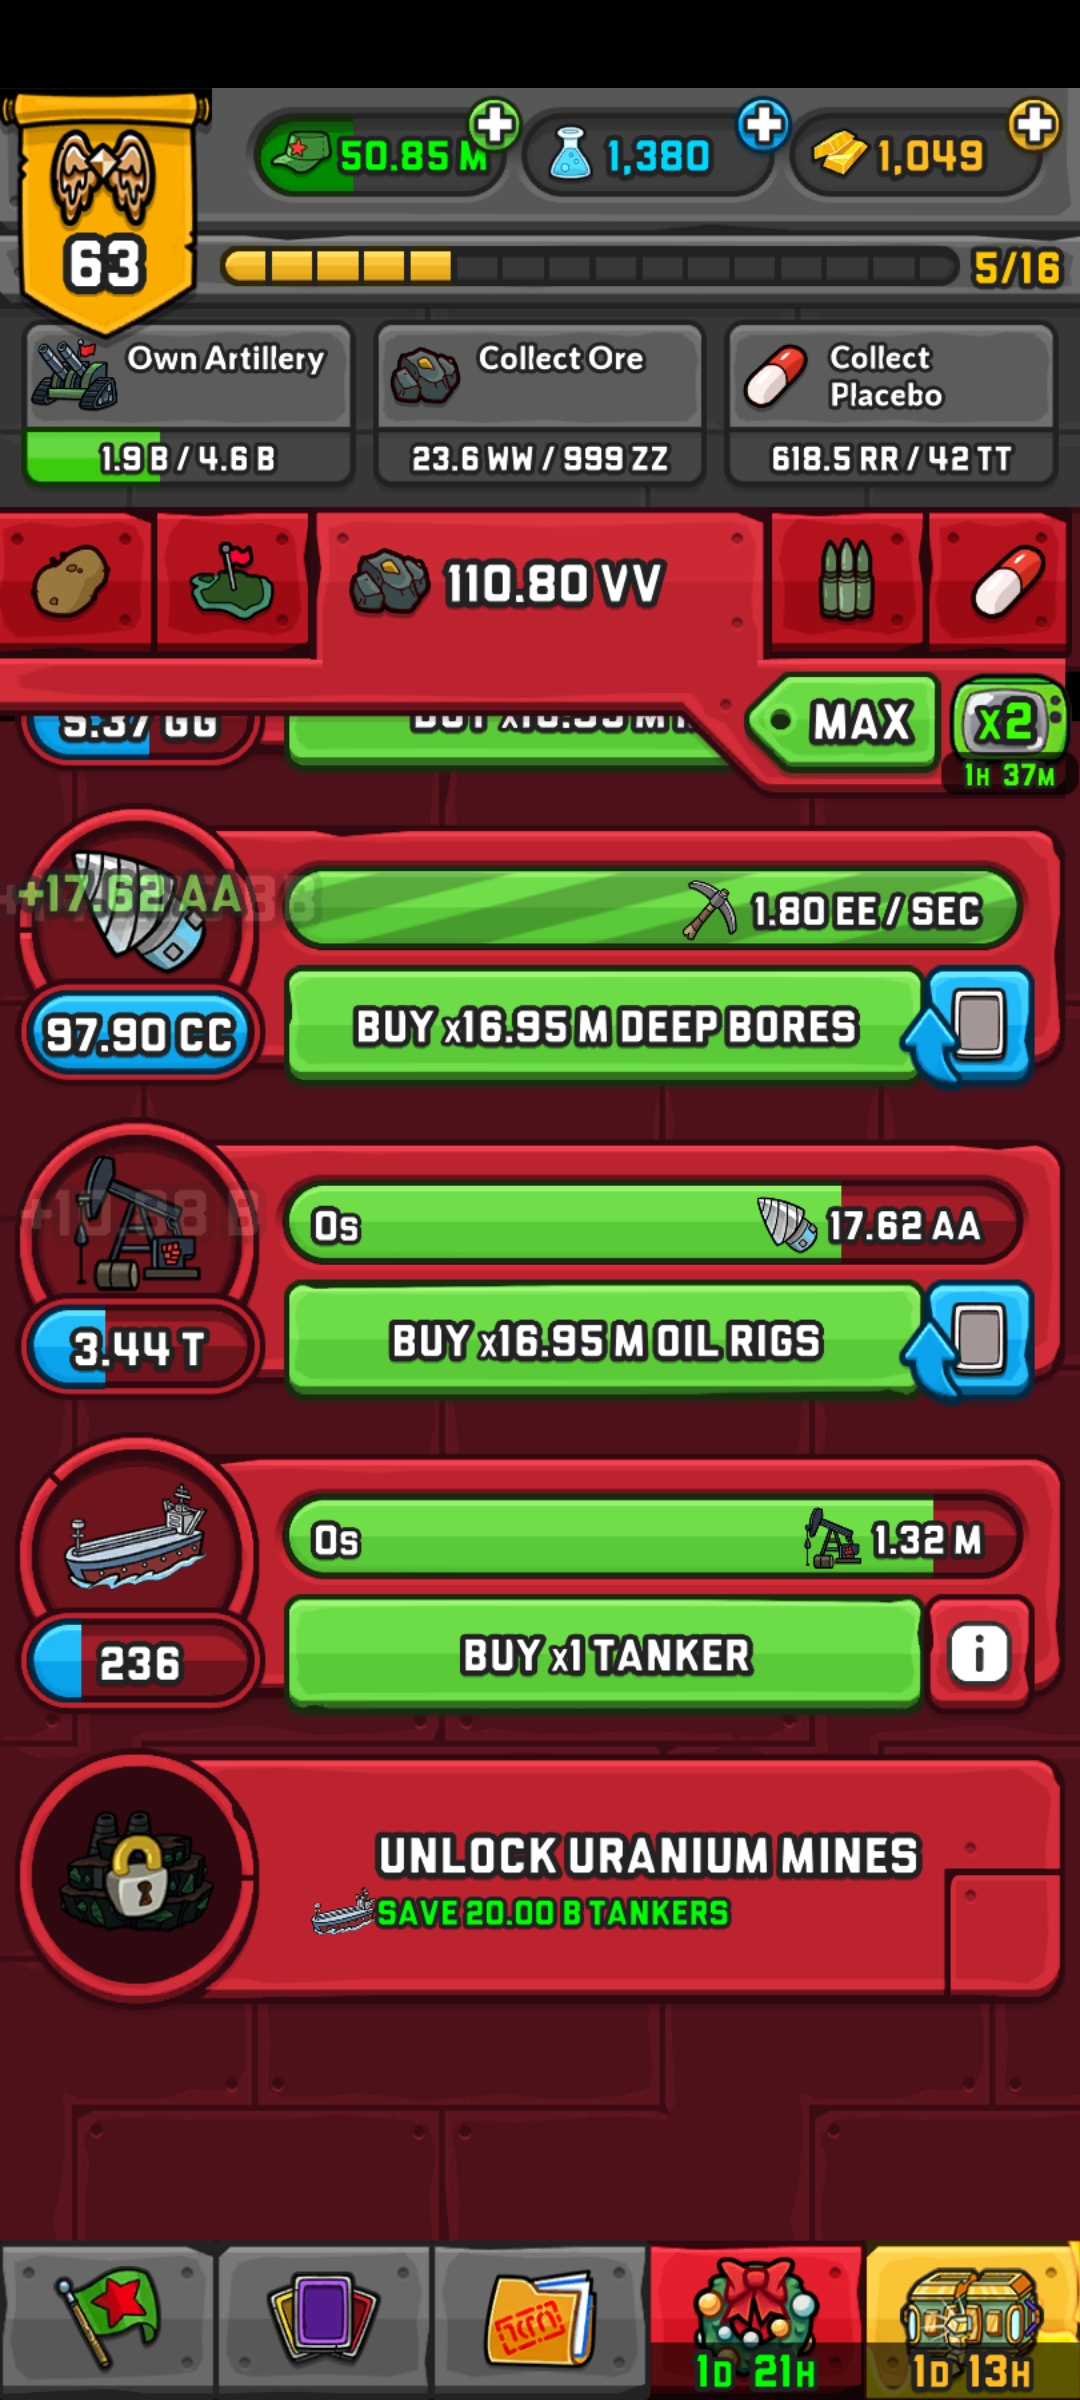 50.85 M
1,380
1,049
63
5/16
Own Artillery
1.9 B / 4.6 B
Collect Ore
23.6 WW / 999 ZZ
Collect
Placebo
618.5 RR / 42 TT
110.80 VV
MAX
x2
1H 37M
5.37 GG
+17.62 AA
1.80 EE / SEC
97.90 CC
BUY x16.95 M DEEP BORES
0s
17.62 AA
3.44 T
BUY x16.95 M OIL RIGS
0s
1.32 M
236
BUY x1 TANKER
i
UNLOCK URANIUM MINES
SAVE 20.00 B TANKERS
1D 21H
1D 13H